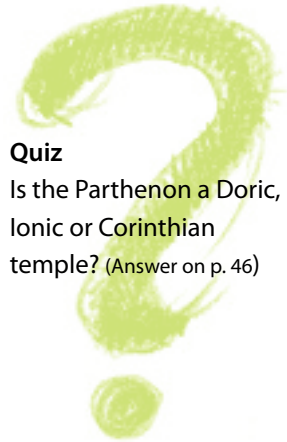 Quiz
Is the Parthenon a Doric,
Ionic or Corinthian
temple? (Answer on p. 46)